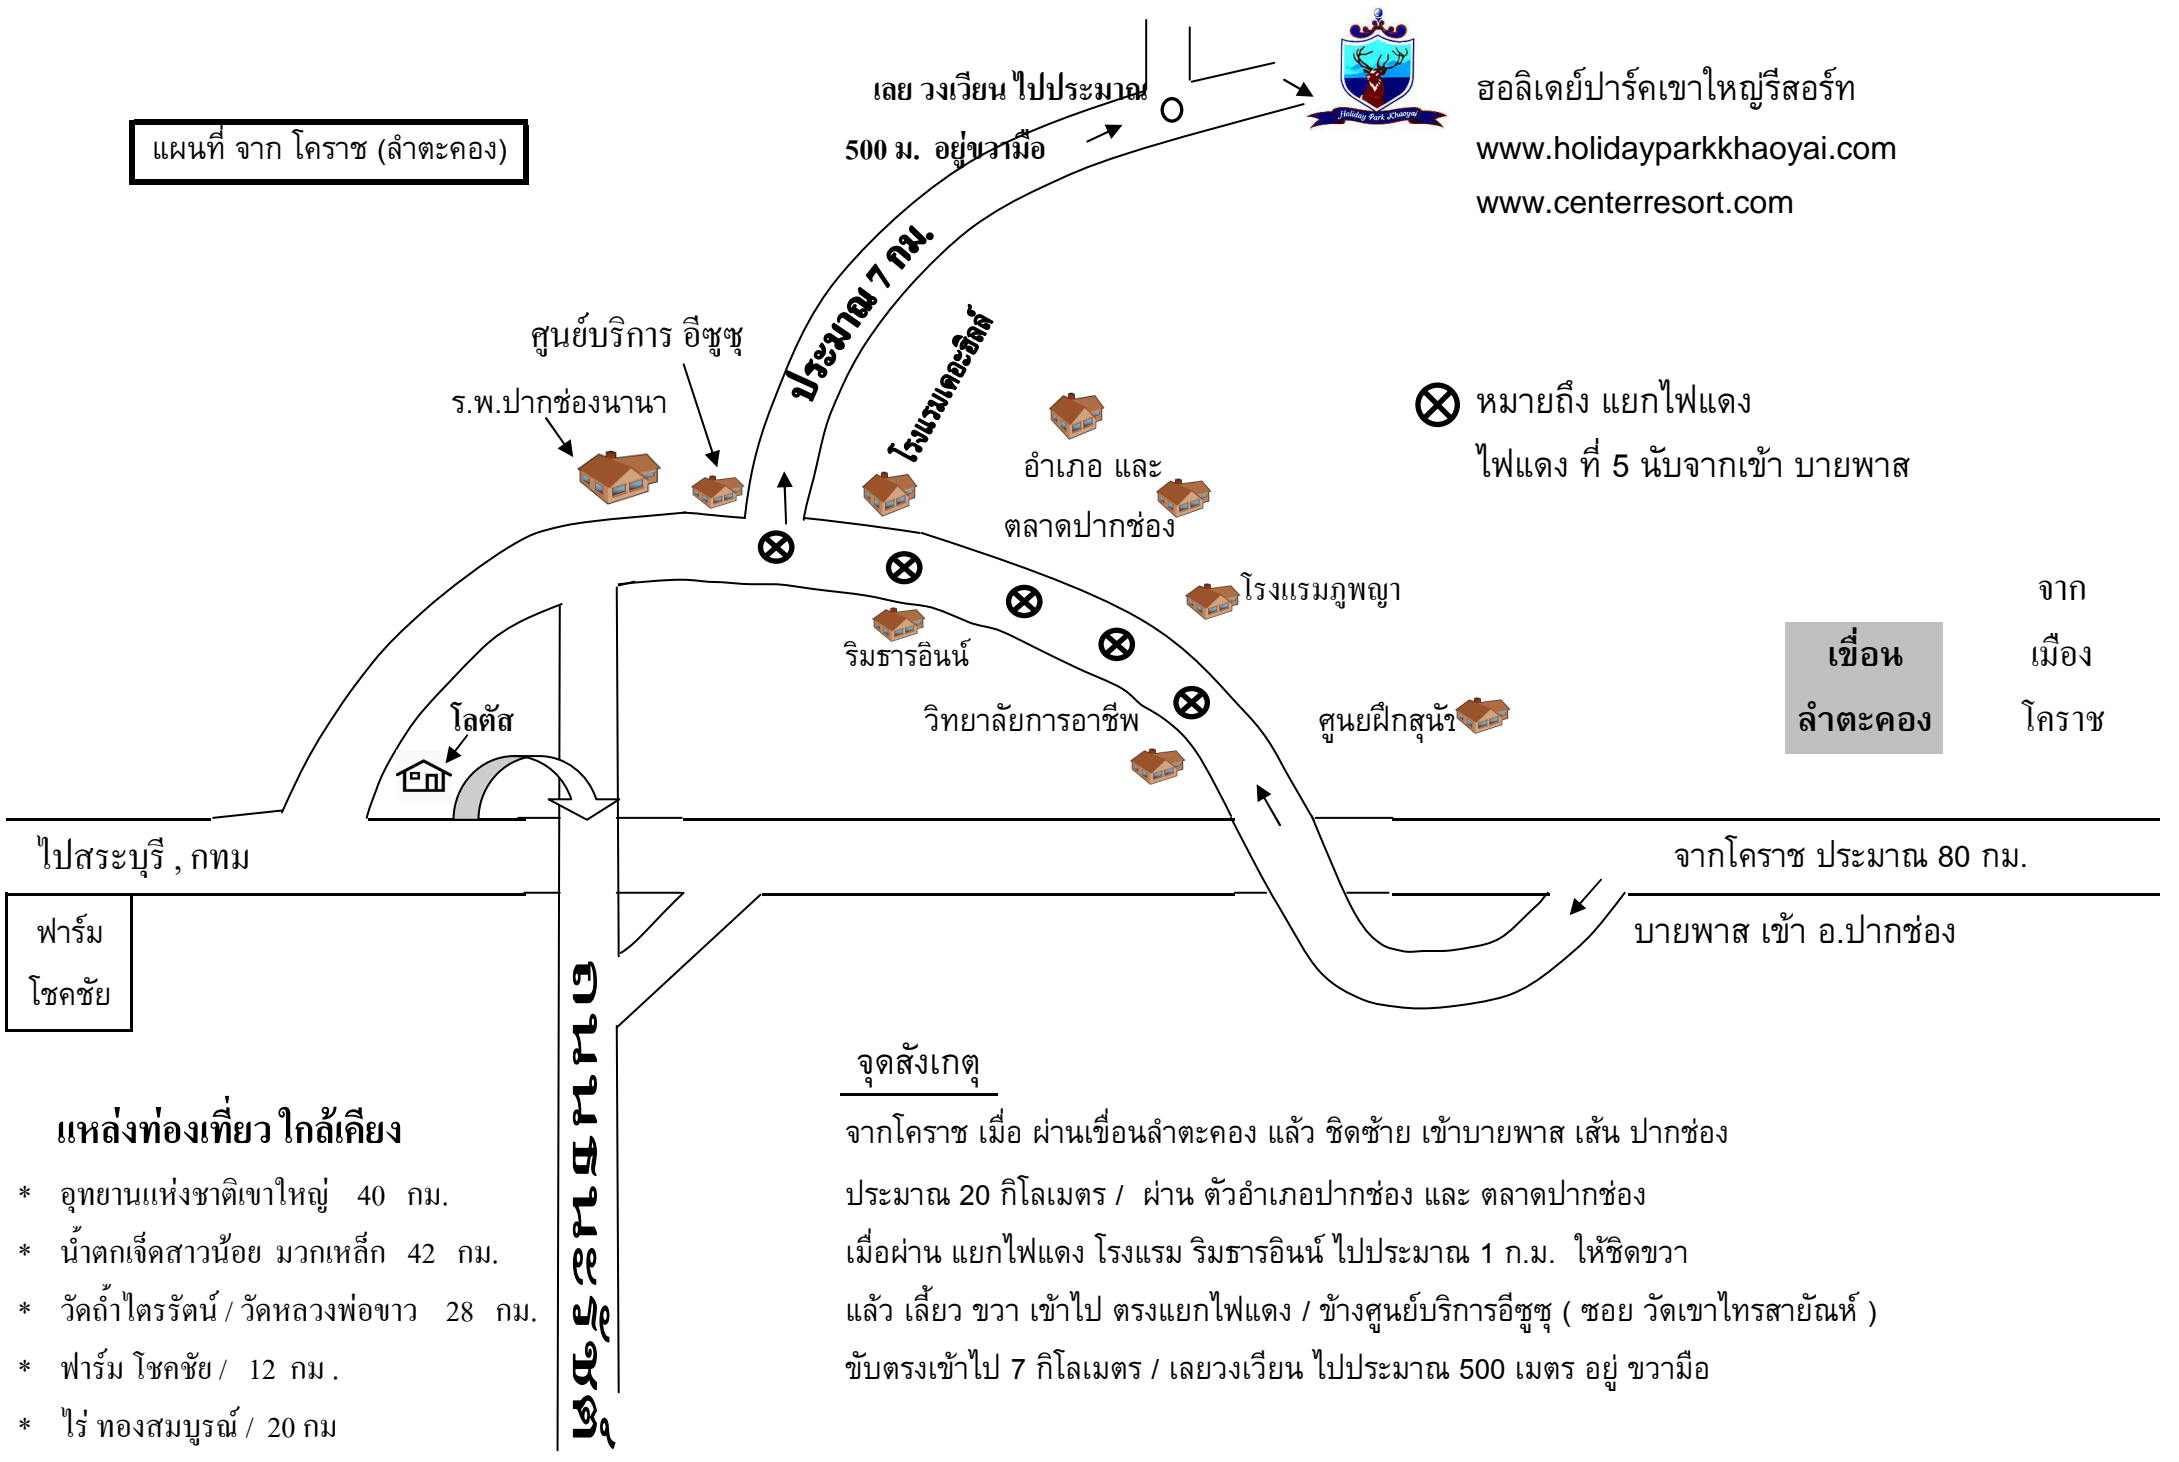 เลย วงเวียน ไปประมาณ
500 ม. อยู่ขวามือ
แผนที่ จาก โคราช (ลำตะคอง)
Holiday Park Khaoyai
ฮอลิเดย์ปาร์คเขาใหญ่รีสอร์ท
www.holidayparkkhaoyai.com
www.centerresort.com
ประมาณ 7 กม.
โรงแรมเดอะฮิลล์
ศูนย์บริการ อีซูซุ
ร.พ.ปากช่องนานา
อำเภอ และ
ตลาดปากช่อง
หมายถึง แยกไฟแดง
ไฟแดง ที่ 5 นับจากเข้า บายพาส
โรงแรมภูพญา
ริมธารอินน์
วิทยาลัยการอาชีพ
ศูนยฝึกสุนัข
เขื่อน
ลำตะคอง
จาก
เมือง
โคราช
โลตัส
ไปสระบุรี , กทม
จากโคราช ประมาณ 80 กม.
บายพาส เข้า อ.ปากช่อง
ฟาร์ม
โชคชัย
ถนนธนะรัชต์
แหล่งท่องเที่ยว ใกล้เคียง
* อุทยานแห่งชาติเขาใหญ่ 40 กม.
* น้ำตกเจ็ดสาวน้อย มวกเหล็ก 42 กม.
* วัดถ้ำไตรรัตน์ / วัดหลวงพ่อขาว 28 กม.
* ฟาร์ม โชคชัย / 12 กม .
* ไร่ ทองสมบูรณ์ / 20 กม
จุดสังเกตุ
จากโคราช เมื่อ ผ่านเขื่อนลำตะคอง แล้ว ชิดซ้าย เข้าบายพาส เส้น ปากช่อง
ประมาณ 20 กิโลเมตร / ผ่าน ตัวอำเภอปากช่อง และ ตลาดปากช่อง
เมื่อผ่าน แยกไฟแดง โรงแรม ริมธารอินน์ ไปประมาณ 1 ก.ม. ให้ชิดขวา
แล้ว เลี้ยว ขวา เข้าไป ตรงแยกไฟแดง / ข้างศูนย์บริการอีซูซุ ( ซอย วัดเขาไทรสายัณห์ )
ขับตรงเข้าไป 7 กิโลเมตร / เลยวงเวียน ไปประมาณ 500 เมตร อยู่ ขวามือ